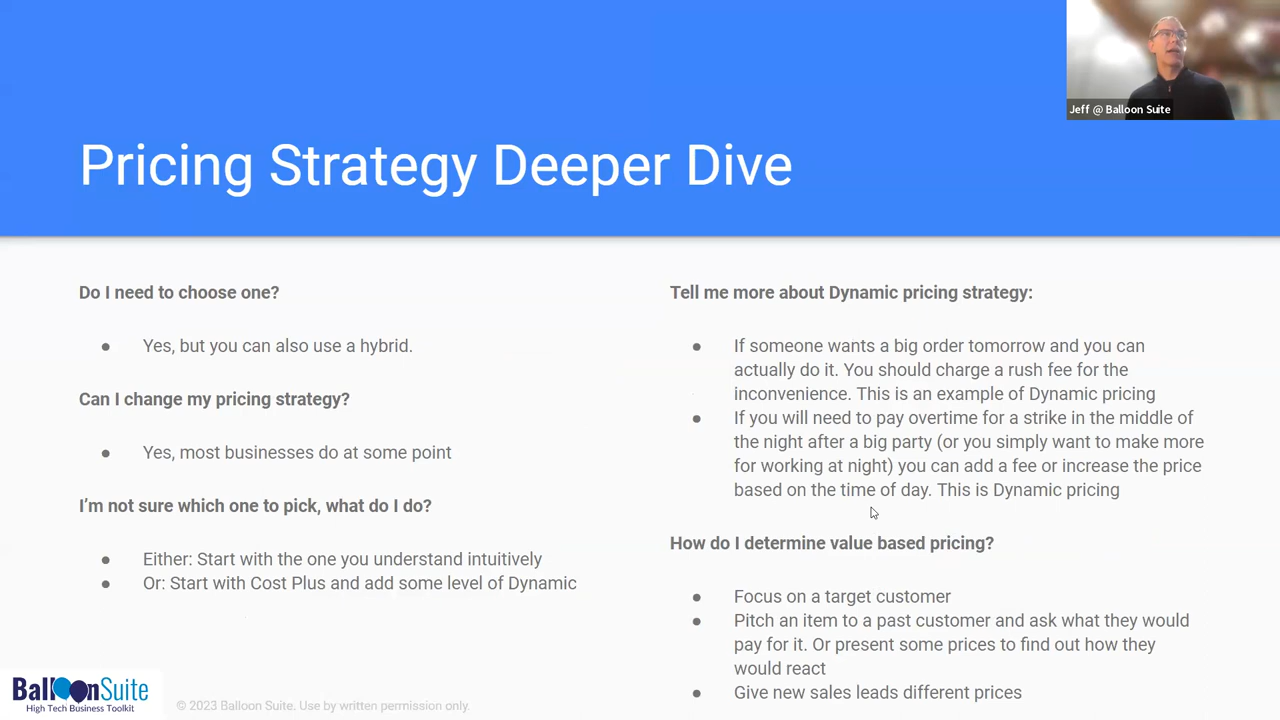 Jeff @ Balloon Suite
Pricing Strategy Deeper Dive
Do I need to choose one?
● Yes, but you can also use a hybrid.
Can I change my pricing strategy?
● Yes, most businesses do at some point
I'm not sure which one to pick, what do I do?
● Either: Start with the one you understand intuitively
● Or: Start with Cost Plus and add some level of Dynamic
Tell me more about Dynamic pricing strategy:
● If someone wants a big order tomorrow and you can
actually do it. You should charge a rush fee for the
inconvenience. This is an example of Dynamic pricing
● If you will need to pay overtime for a strike in the middle of
the night after a big party (or you simply want to make more
for working at night) you can add a fee or increase the price
based on the time of day. This is Dynamic pricing
How do I determine value based pricing?
● Focus on a target customer
● Pitch an item to a past customer and ask what they would
pay for it. Or present some prices to find out how they
would react
● Give new sales leads different prices
BalloonSuite
High Tech Business Toolkit
© 2023 Balloon Suite. Use by written permission only.